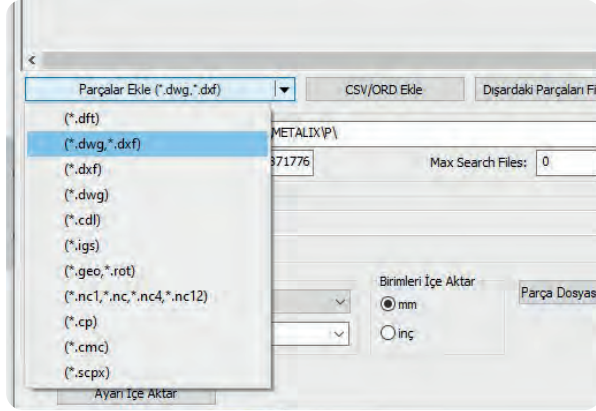 Parçalar Ekle (*.dwg,*.dxf)
CSV/ORD Ekle
Dışardaki Parçaları
(*.dft)
(*.dwg,*.dxf)
METALIX\P\
(*.dxf)
371776
Max Search Files: 0
(*.dwg)
(*.cdl)
(*.igs)
(*.geo,*.rot)
Birimleri İçe Aktar
(*.nc1,*.nc,*.nc4,*.nc12)
mm
Parça Dosyas
(*.cp)
inç
(*.cmc)
(*.scpx)
Ayarı İçe Aktar